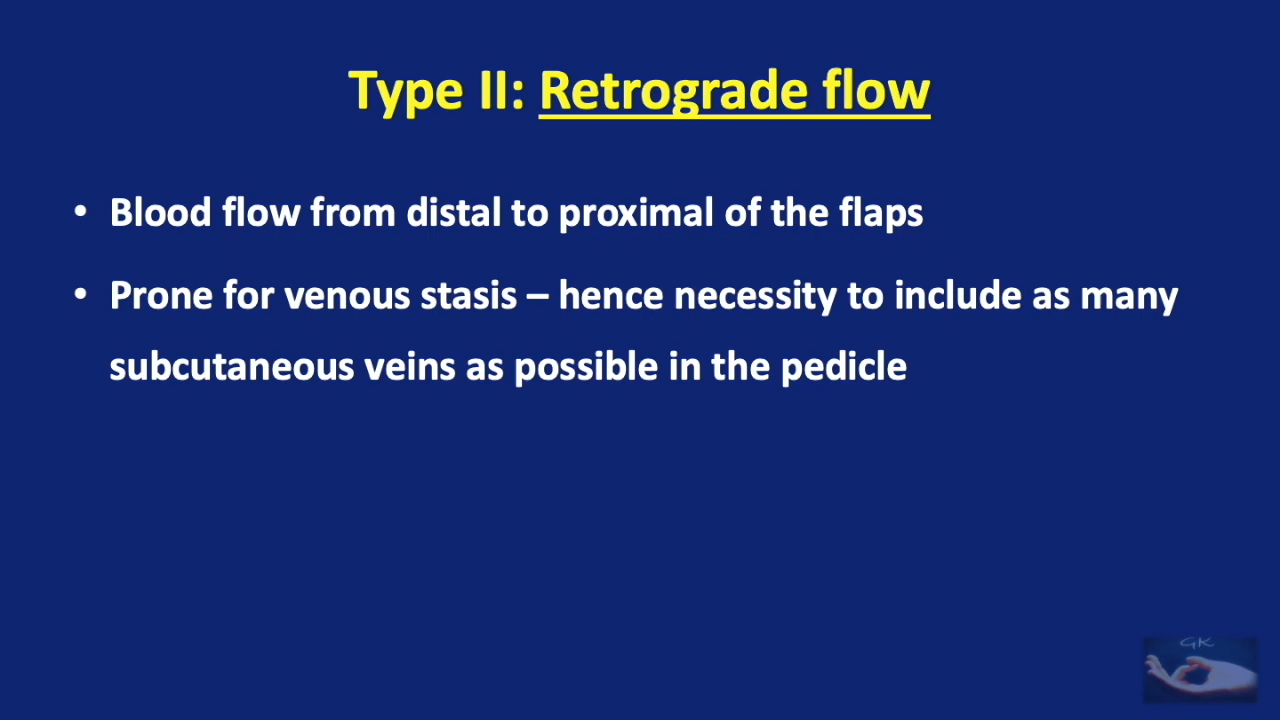 Type II: Retrograde flow
• Blood flow from distal to proximal of the flaps
• Prone for venous stasis – hence necessity to include as many
subcutaneous veins as possible in the pedicle
GK